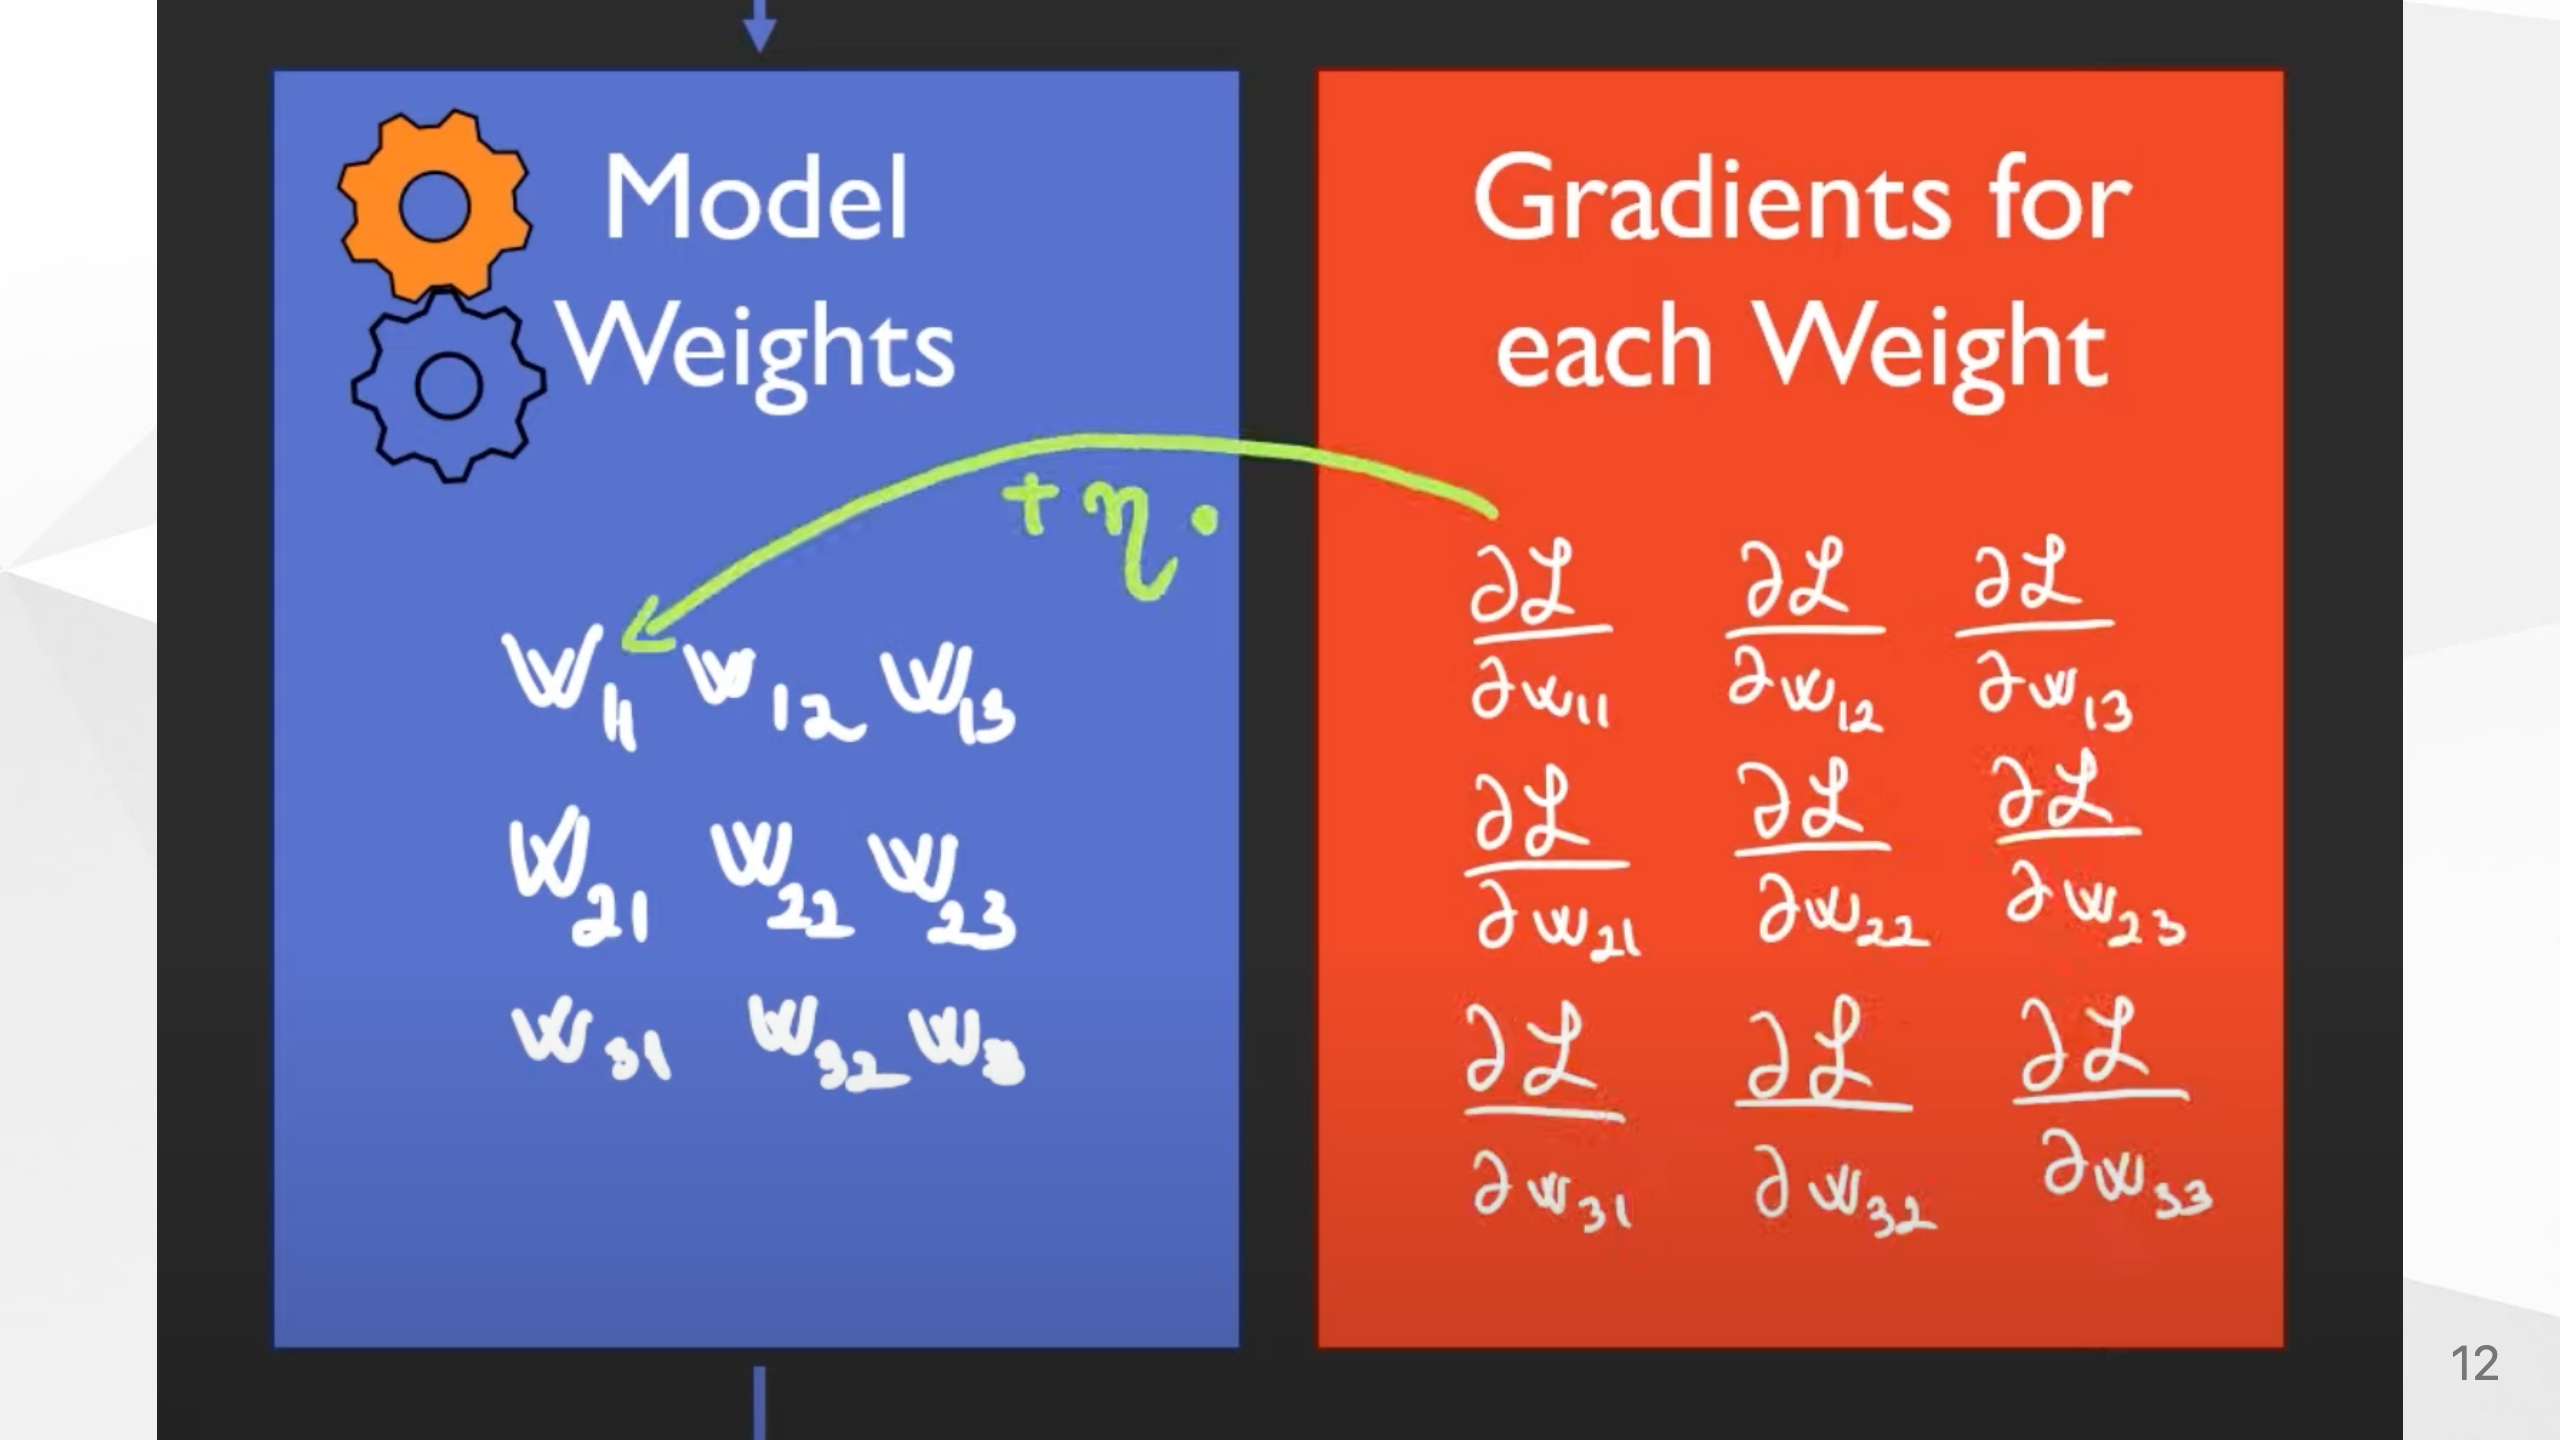 Model
Weights
Gradients for
each Weight
+ η ·
W11 W12 W13
W21 W22 W23
W31 W32 W3
∂ℒ ∂ℒ ∂ℒ
∂w11 ∂w12 ∂w13
∂ℒ ∂ℒ ∂ℒ
∂w21 ∂w22 ∂w23
∂ℒ ∂ℒ ∂ℒ
∂w31 ∂w32 ∂w33
12